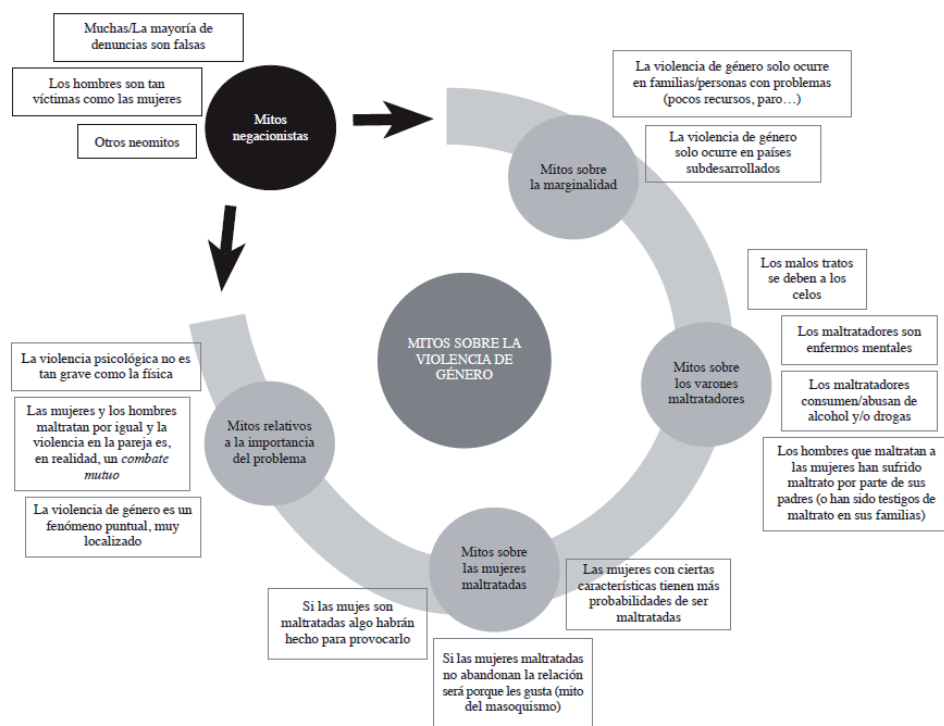 Muchas/La mayoría de
denuncias son falsas
Los hombres son tan
víctimas como las mujeres
Otros neomitos
Mitos
negacionistas
La violencia de género solo ocurre
en familias/personas con problemas
(pocos recursos, paro…)
La violencia de género
solo ocurre en países
subdesarrollados
Mitos sobre
la marginalidad
Los malos tratos
se deben a los
celos
Los maltratadores son
enfermos mentales
Los maltratadores
consumen/abusan de
alcohol y/o drogas
Los hombres que maltratan a
las mujeres han sufrido
maltrato por parte de sus
padres (o han sido testigos de
maltrato en sus familias)
Mitos sobre
los varones
maltratadores
MITOS SOBRE LA
VIOLENCIA DE
GÉNERO
La violencia psicológica no es
tan grave como la física
Las mujeres y los hombres
maltratan por igual y la
violencia en la pareja es,
en realidad, un combate
mutuo
La violencia de género es un
fenómeno puntual, muy
localizado
Mitos relativos
a la importancia
del problema
Mitos sobre
las mujeres
maltratadas
Las mujeres con ciertas
características tienen más
probabilidades de ser
maltratadas
Si las mujes son
maltratadas algo habrán
hecho para provocarlo
Si las mujeres maltratadas
no abandonan la relación
será porque les gusta (mito
del masoquismo)